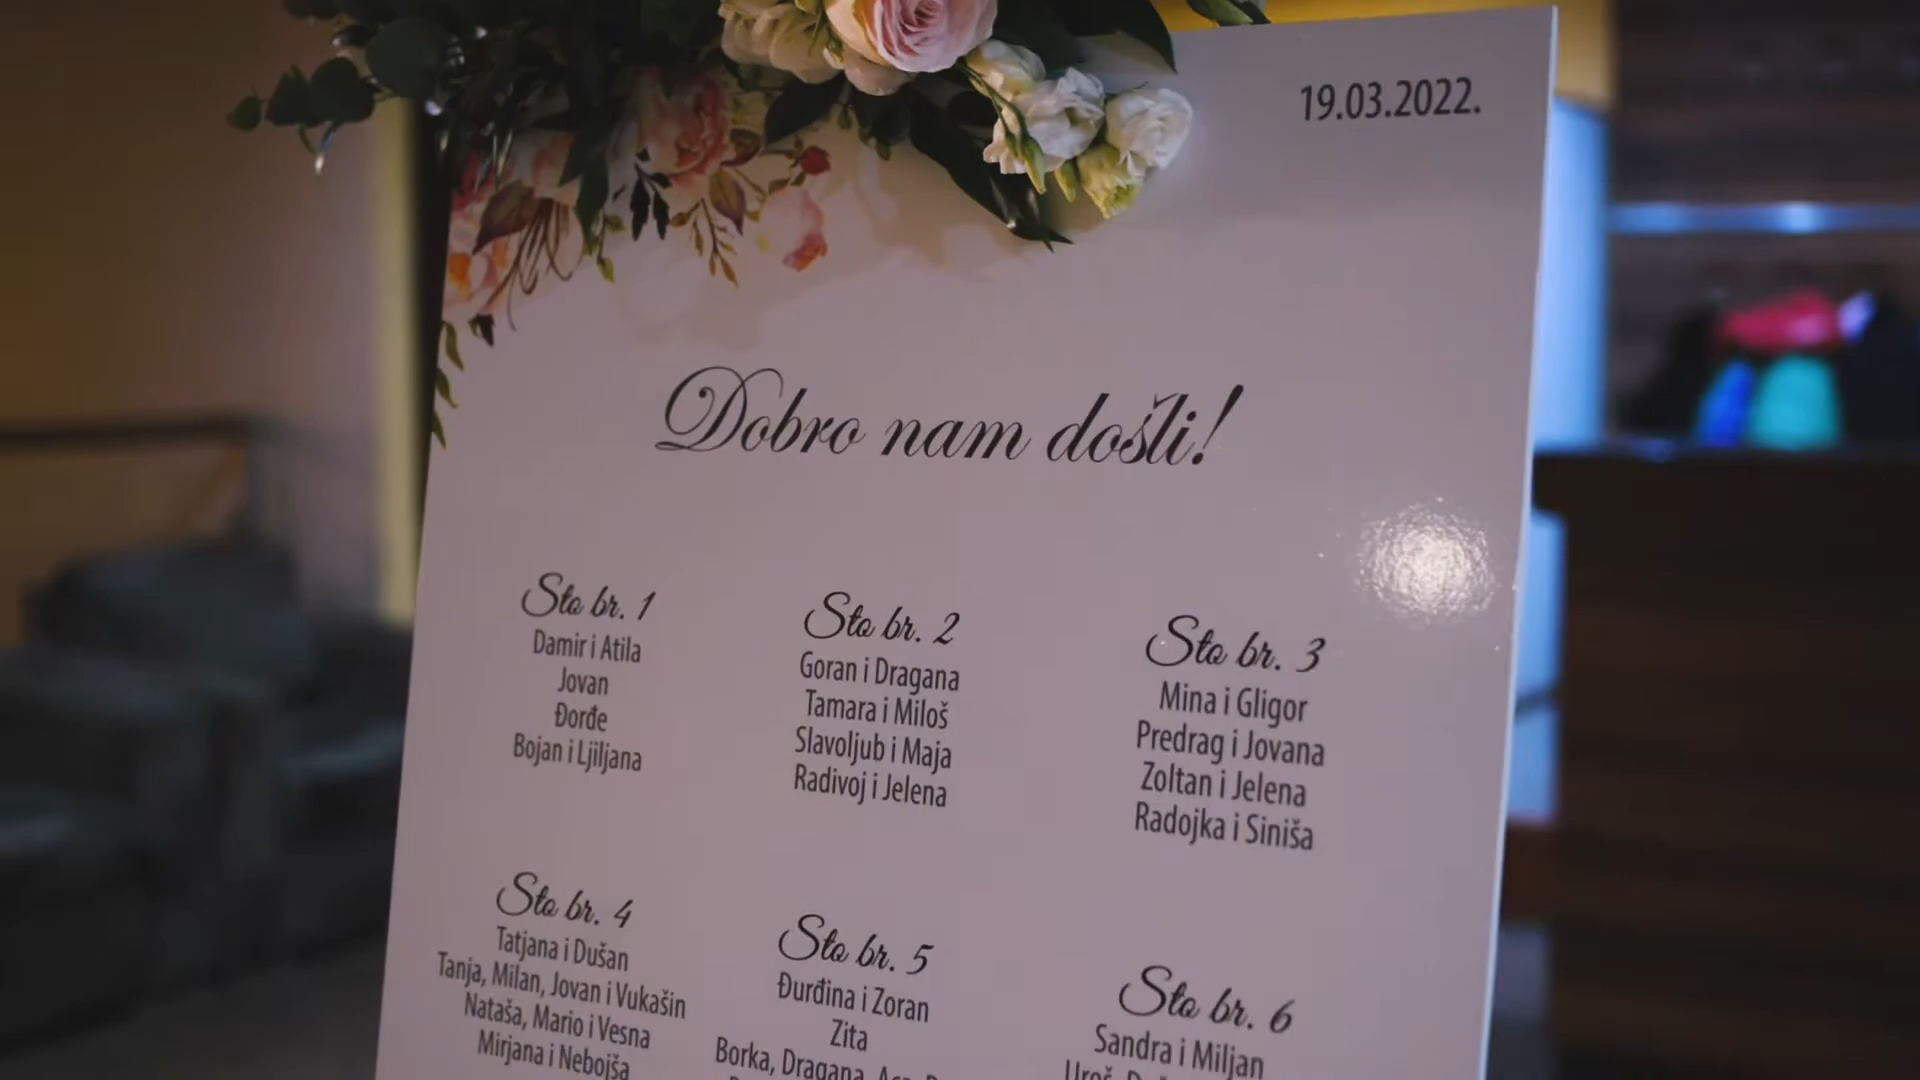 19.03.2022.
Dobro nam došli!
Sto br. 1
Damir i Atila
Jovan
Đorđe
Bojan i Ljiljana
Sto br. 2
Goran i Dragana
Tamara i Miloš
Slavoljub i Maja
Radivoj i Jelena
Sto br. 3
Mina i Gligor
Predrag i Jovana
Zoltan i Jelena
Radojka i Siniša
Sto br. 4
Tatjana i Dušan
Tanja, Milan, Jovan i Vukašin
Nataša, Mario i Vesna
Mirjana i Nebojša
Sto br. 5
Đurđina i Zoran
Zita
Borka, Dragana,
Sto br. 6
Sandra i Miljan
Uroš,